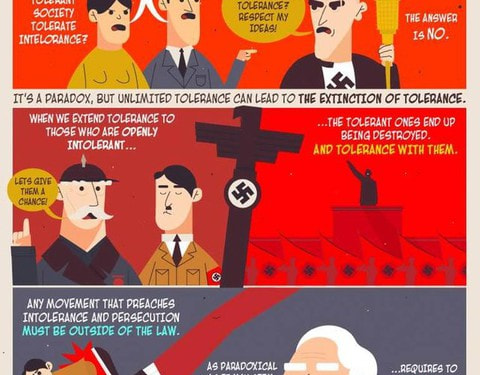 TOLERANT
SOCIETY
TOLERATE
INTELORANCE?
TOLERANCE?
RESPECT MY
IDEAS!
THE ANSWER
IS NO.
IT'S A PARADOX, BUT UNLIMITED TOLERANCE CAN LEAD TO THE EXTINCTION OF TOLERANCE.
WHEN WE EXTEND TOLERANCE TO
THOSE WHO ARE OPENLY
INTOLERANT...
LETS GIVE
THEM A
CHANCE!
...THE TOLERANT ONES END UP
BEING DESTROYED.
AND TOLERANCE WITH THEM.
ANY MOVEMENT THAT PREACHES
INTOLERANCE AND PERSECUTION
MUST BE OUTSIDE OF THE LAW.
AS PARADOXICAL
...REQUIRES TO